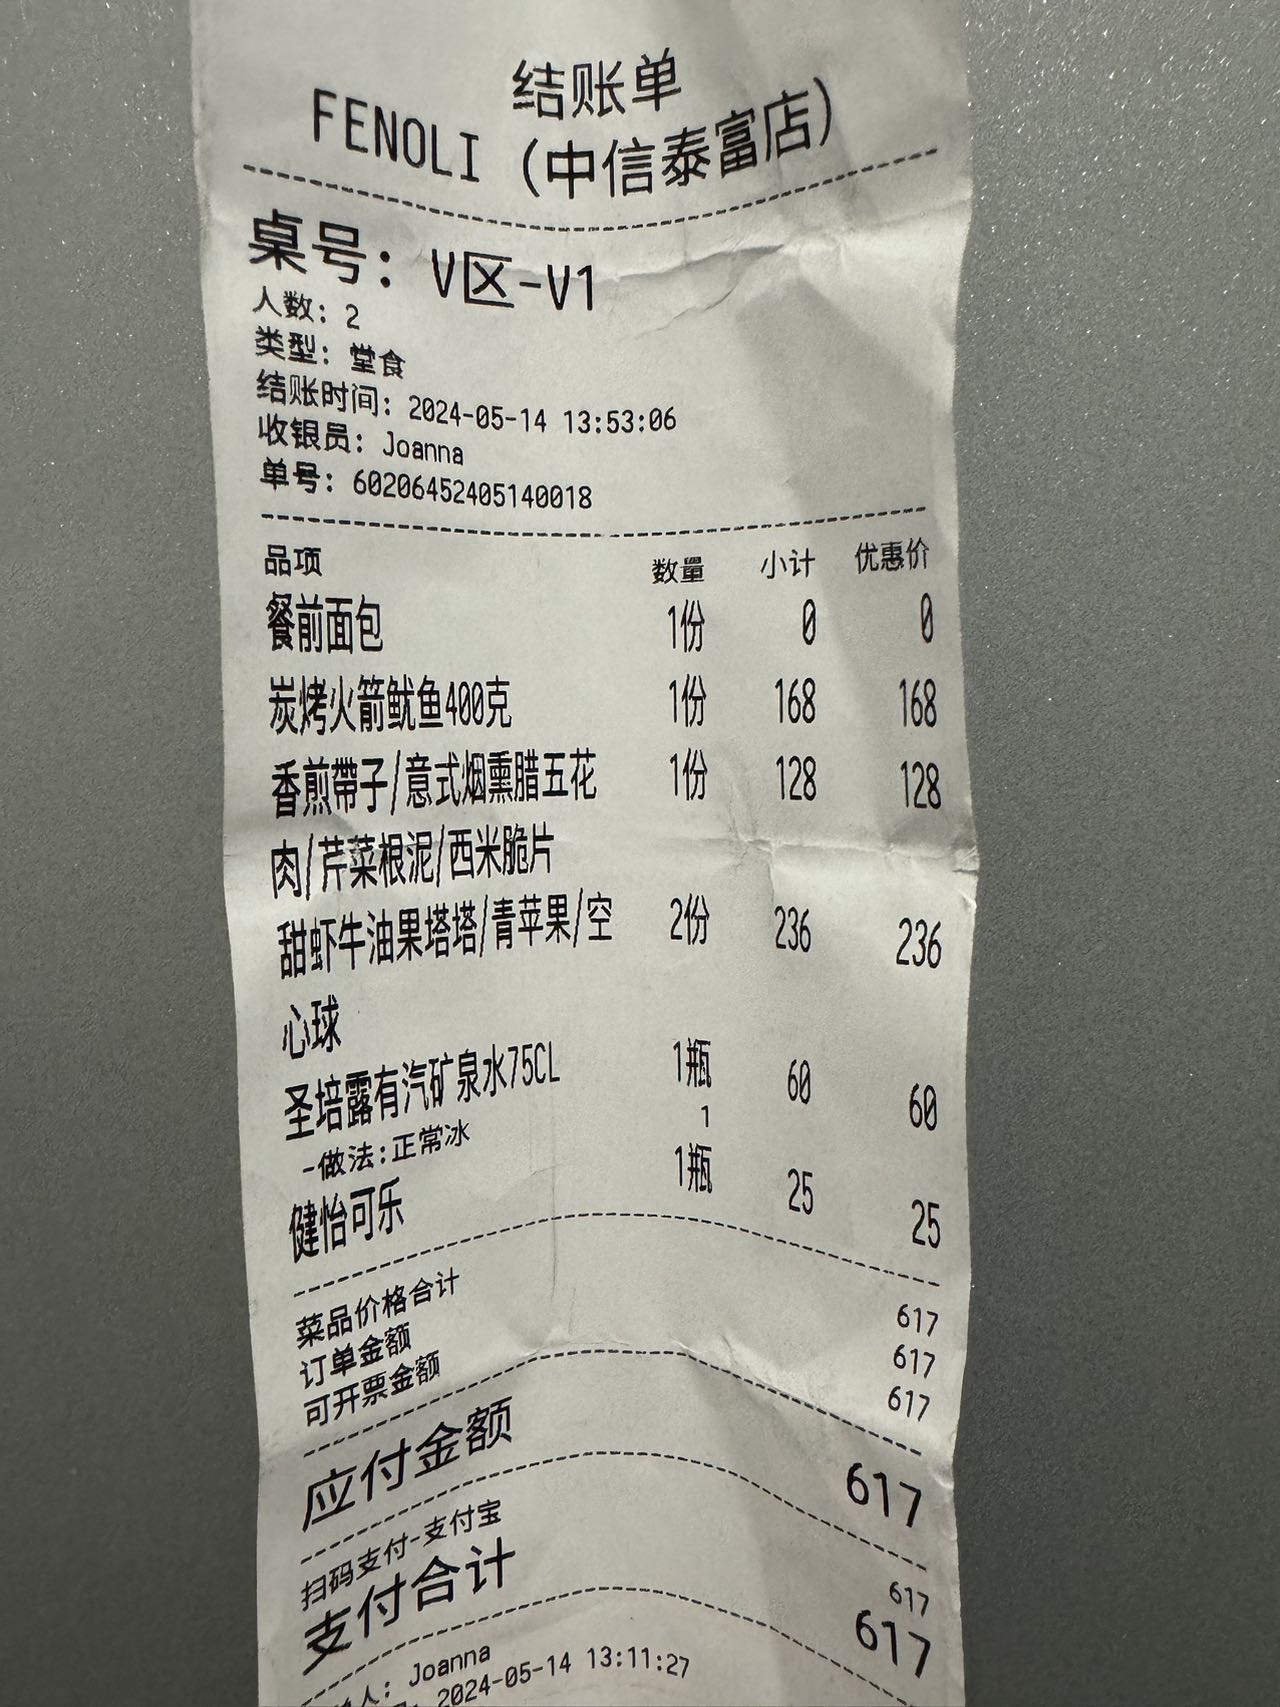 结账单
FENOLI (中信泰富店)
桌号: V区-V1
人数: 2
类型: 堂食
结账时间: 2024-05-14 13:53:06
收银员: Joanna
单号: 60206452405140018
品项 数量 小计 优惠价
餐前面包 1份 0 0
炭烤火箭鱿鱼400克 1份 168 168
香煎帶子/意式烟熏腊五花 1份 128 128
肉/芹菜根泥/西米脆片
甜虾牛油果塔塔/青苹果/空 2份 236 236
心球
圣培露有汽矿泉水75CL 1瓶 60 60
-做法:正常冰 1
健怡可乐 1瓶 25 25
菜品价格合计 617
订单金额 617
可开票金额 617
应付金额 617
扫码支付-支付宝 617
支付合计 617
人: Joanna
2024-05-14 13:11:27